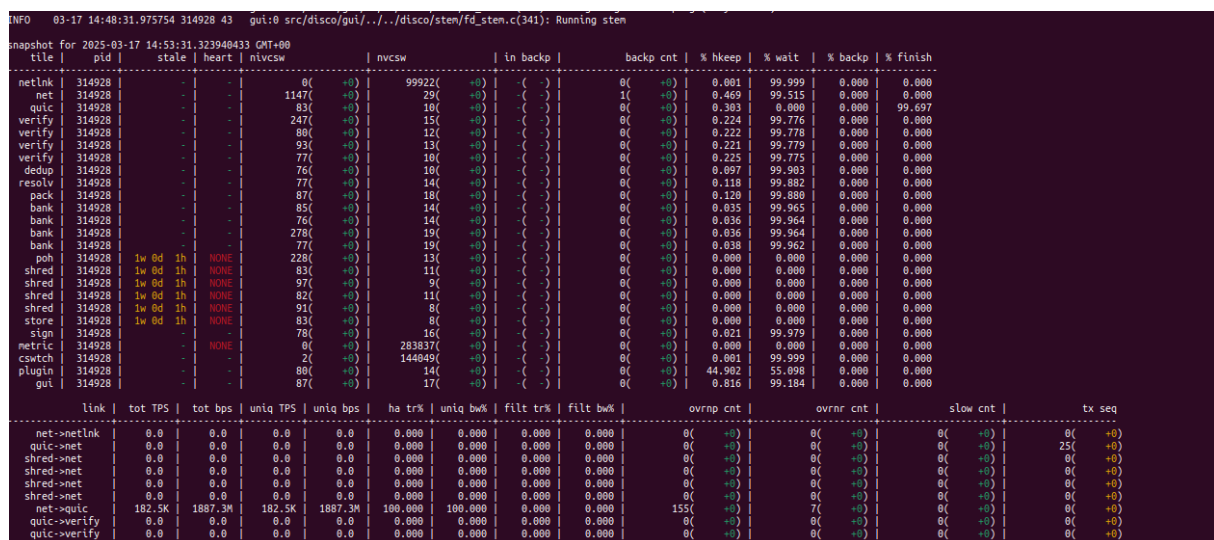 INFO 03-17 14:48:31.975754 314928 43 gui:0 src/disco/gui/../../disco/stem/fd_stem.c(341): Running stem
snapshot for 2025-03-17 14:53:31.323940433 GMT+00
tile | pid | stale | heart | nivcsw | nvcsw | in backp | backp cnt | % hkeep | % wait | % backp | % finish
netlnk | 314928 | - | - | 0( +0) | 99922( +0) | -( -) | 0( +0) | 0.001 | 99.999 | 0.000 | 0.000
net | 314928 | - | - | 1147( +0) | 29( +0) | -( -) | 1( +0) | 0.469 | 99.515 | 0.000 | 0.000
quic | 314928 | - | - | 83( +0) | 10( +0) | -( -) | 0( +0) | 0.303 | 0.000 | 0.000 | 99.697
verify | 314928 | - | - | 247( +0) | 15( +0) | -( -) | 0( +0) | 0.224 | 99.776 | 0.000 | 0.000
verify | 314928 | - | - | 80( +0) | 12( +0) | -( -) | 0( +0) | 0.222 | 99.778 | 0.000 | 0.000
verify | 314928 | - | - | 93( +0) | 13( +0) | -( -) | 0( +0) | 0.221 | 99.779 | 0.000 | 0.000
verify | 314928 | - | - | 77( +0) | 10( +0) | -( -) | 0( +0) | 0.225 | 99.775 | 0.000 | 0.000
dedup | 314928 | - | - | 76( +0) | 10( +0) | -( -) | 0( +0) | 0.097 | 99.903 | 0.000 | 0.000
resolv | 314928 | - | - | 77( +0) | 14( +0) | -( -) | 0( +0) | 0.118 | 99.882 | 0.000 | 0.000
pack | 314928 | - | - | 87( +0) | 18( +0) | -( -) | 0( +0) | 0.120 | 99.880 | 0.000 | 0.000
bank | 314928 | - | - | 85( +0) | 14( +0) | -( -) | 0( +0) | 0.035 | 99.965 | 0.000 | 0.000
bank | 314928 | - | - | 76( +0) | 14( +0) | -( -) | 0( +0) | 0.036 | 99.964 | 0.000 | 0.000
bank | 314928 | - | - | 278( +0) | 19( +0) | -( -) | 0( +0) | 0.036 | 99.964 | 0.000 | 0.000
bank | 314928 | - | - | 77( +0) | 19( +0) | -( -) | 0( +0) | 0.038 | 99.962 | 0.000 | 0.000
poh | 314928 | 1w 0d 1h | NONE | 228( +0) | 13( +0) | -( -) | 0( +0) | 0.000 | 0.000 | 0.000 | 0.000
shred | 314928 | 1w 0d 1h | NONE | 83( +0) | 11( +0) | -( -) | 0( +0) | 0.000 | 0.000 | 0.000 | 0.000
shred | 314928 | 1w 0d 1h | NONE | 97( +0) | 9( +0) | -( -) | 0( +0) | 0.000 | 0.000 | 0.000 | 0.000
shred | 314928 | 1w 0d 1h | NONE | 82( +0) | 11( +0) | -( -) | 0( +0) | 0.000 | 0.000 | 0.000 | 0.000
shred | 314928 | 1w 0d 1h | NONE | 91( +0) | 8( +0) | -( -) | 0( +0) | 0.000 | 0.000 | 0.000 | 0.000
store | 314928 | 1w 0d 1h | NONE | 83( +0) | 8( +0) | -( -) | 0( +0) | 0.000 | 0.000 | 0.000 | 0.000
sign | 314928 | - | - | 78( +0) | 16( +0) | -( -) | 0( +0) | 0.021 | 99.979 | 0.000 | 0.000
metric | 314928 | - | NONE | 0( +0) | 283837( +0) | -( -) | 0( +0) | 0.000 | 0.000 | 0.000 | 0.000
cswtch | 314928 | - | - | 2( +0) | 144049( +0) | -( -) | 0( +0) | 0.001 | 99.999 | 0.000 | 0.000
plugin | 314928 | - | - | 80( +0) | 14( +0) | -( -) | 0( +0) | 44.902 | 55.098 | 0.000 | 0.000
gui | 314928 | - | - | 87( +0) | 17( +0) | -( -) | 0( +0) | 0.816 | 99.184 | 0.000 | 0.000
link | tot TPS | tot bps | uniq TPS | uniq bps | ha tr% | uniq bw% | filt tr% | filt bw% | ovrnp cnt | ovrnr cnt | slow cnt | tx seq
net->netlnk | 0.0 | 0.0 | 0.0 | 0.0 | 0.000 | 0.000 | 0.000 | 0.000 | 0( +0) | 0( +0) | 0( +0) | 0( +0)
quic->net | 0.0 | 0.0 | 0.0 | 0.0 | 0.000 | 0.000 | 0.000 | 0.000 | 0( +0) | 0( +0) | 0( +0) | 25( +0)
shred->net | 0.0 | 0.0 | 0.0 | 0.0 | 0.000 | 0.000 | 0.000 | 0.000 | 0( +0) | 0( +0) | 0( +0) | 0( +0)
shred->net | 0.0 | 0.0 | 0.0 | 0.0 | 0.000 | 0.000 | 0.000 | 0.000 | 0( +0) | 0( +0) | 0( +0) | 0( +0)
shred->net | 0.0 | 0.0 | 0.0 | 0.0 | 0.000 | 0.000 | 0.000 | 0.000 | 0( +0) | 0( +0) | 0( +0) | 0( +0)
shred->net | 0.0 | 0.0 | 0.0 | 0.0 | 0.000 | 0.000 | 0.000 | 0.000 | 0( +0) | 0( +0) | 0( +0) | 0( +0)
net->quic | 182.5K | 1887.3M | 182.5K | 1887.3M | 100.000 | 100.000 | 0.000 | 0.000 | 155( +0) | 7( +0) | 0( +0) | 0( +0)
quic->verify | 0.0 | 0.0 | 0.0 | 0.0 | 0.000 | 0.000 | 0.000 | 0.000 | 0( +0) | 0( +0) | 0( +0) | 0( +0)
quic->verify | 0.0 | 0.0 | 0.0 | 0.0 | 0.000 | 0.000 | 0.000 | 0.000 | 0( +0) | 0( +0) | 0( +0) | 0( +0)